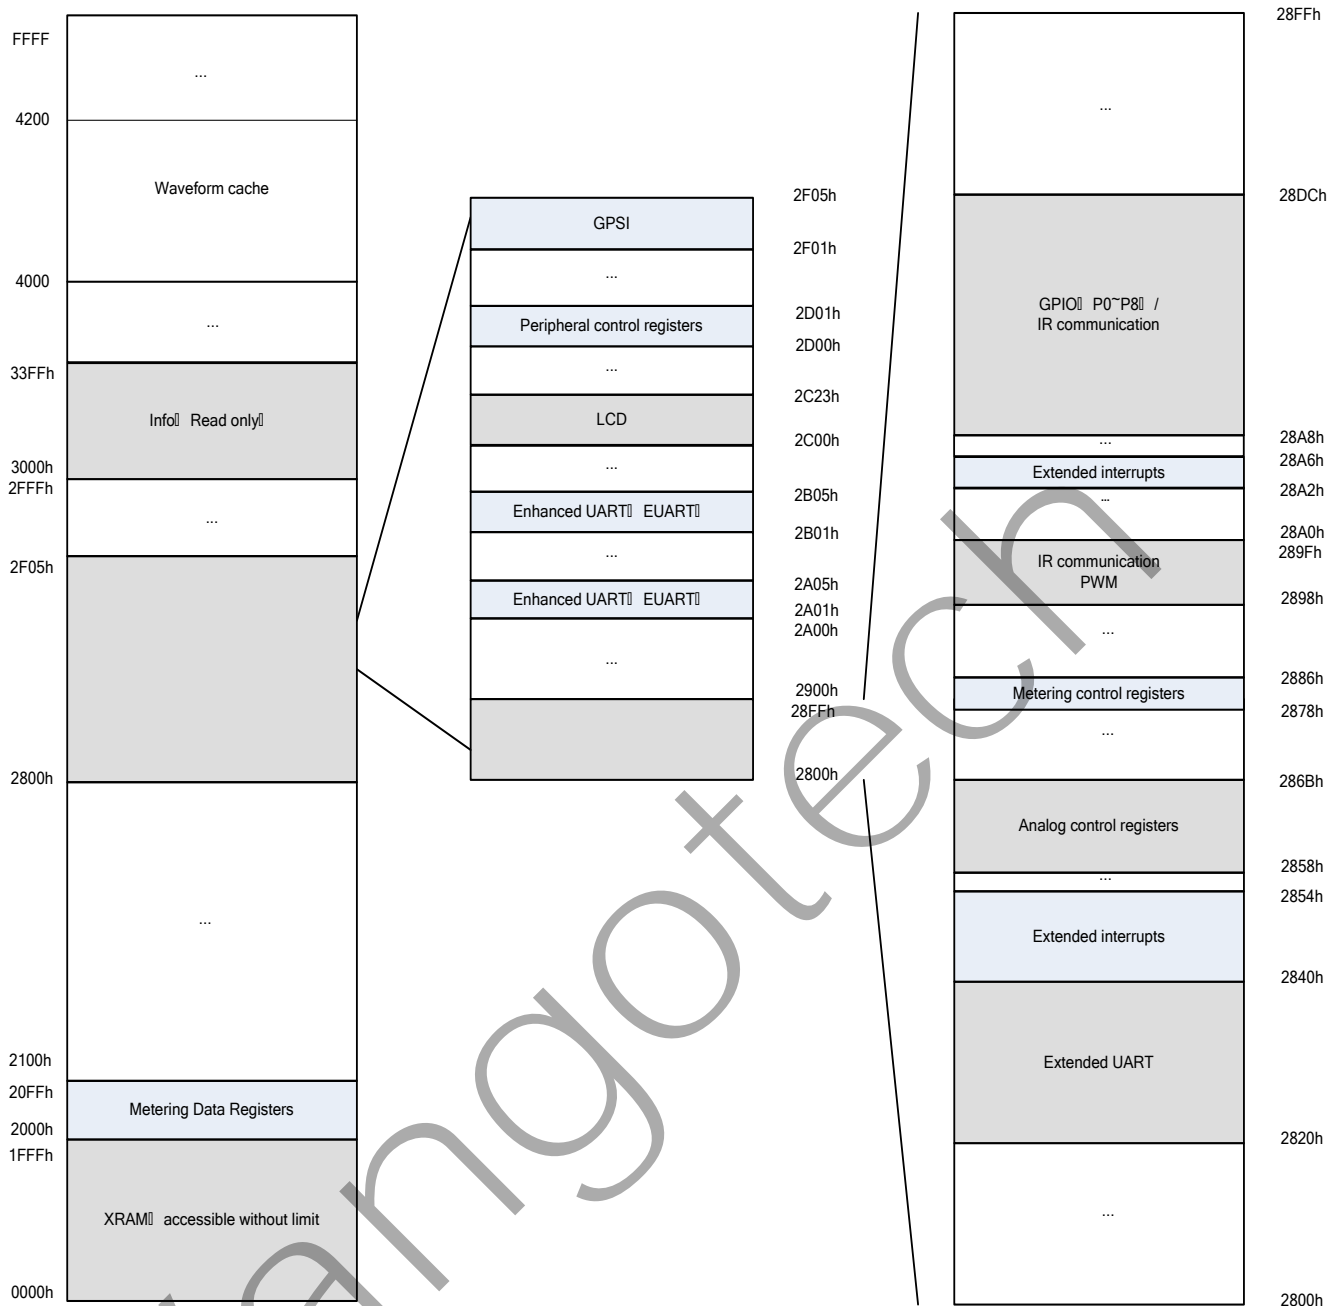 FFFF
...
4200
Waveform cache
4000
...
33FFh
Info▯ Read only▯
3000h
2FFFh
...
2F05h
2800h
...
2100h
20FFh
Metering Data Registers
2000h
1FFFh
XRAM▯ accessible without limit
0000h
2F05h
GPSI
2F01h
...
2D01h
Peripheral control registers
2D00h
...
2C23h
LCD
2C00h
...
2B05h
Enhanced UART▯ EUART▯
2B01h
...
2A05h
Enhanced UART▯ EUART▯
2A01h
2A00h
...
2900h
28FFh
2800h
28FFh
...
28DCh
GPIO▯ P0~P8▯ /
IR communication
28A8h
...
28A6h
Extended interrupts
28A2h
...
28A0h
289Fh
IR communication
PWM
2898h
...
2886h
Metering control registers
2878h
...
286Bh
Analog control registers
2858h
...
2854h
Extended interrupts
2840h
Extended UART
2820h
...
2800h
angotech